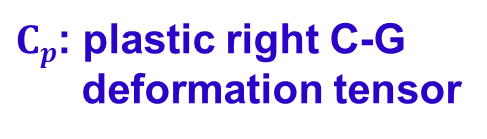 𝐂ₚ: plastic right C-G
deformation tensor